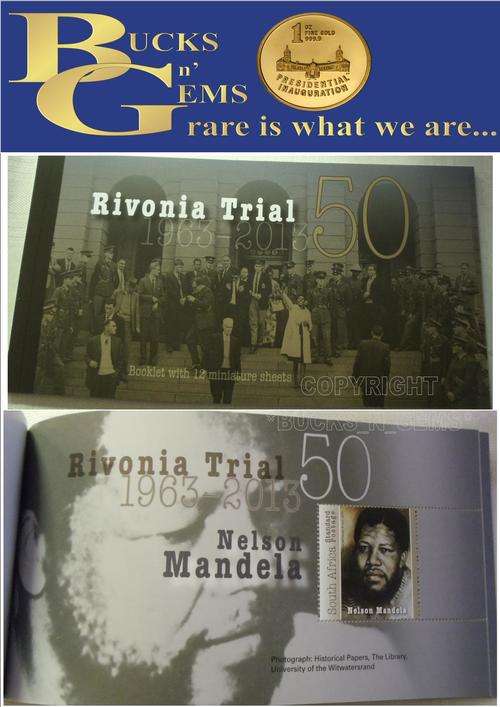 BUCKS
n'
GEMS
rare is what we are...
1 OZ
FINE GOLD
999.9
PRESIDENTIAL
INAUGURATION
Rivonia Trial 50
1963-2013
Booklet with 12 miniature sheets
COPYRIGHT
"BUCKS_N_GEMS"
Rivonia Trial 50
1963-2013
Nelson
Mandela
South Africa
Standard Postage
Nelson Mandela
Photograph: Historical Papers, The Library,
University of the Witwatersrand